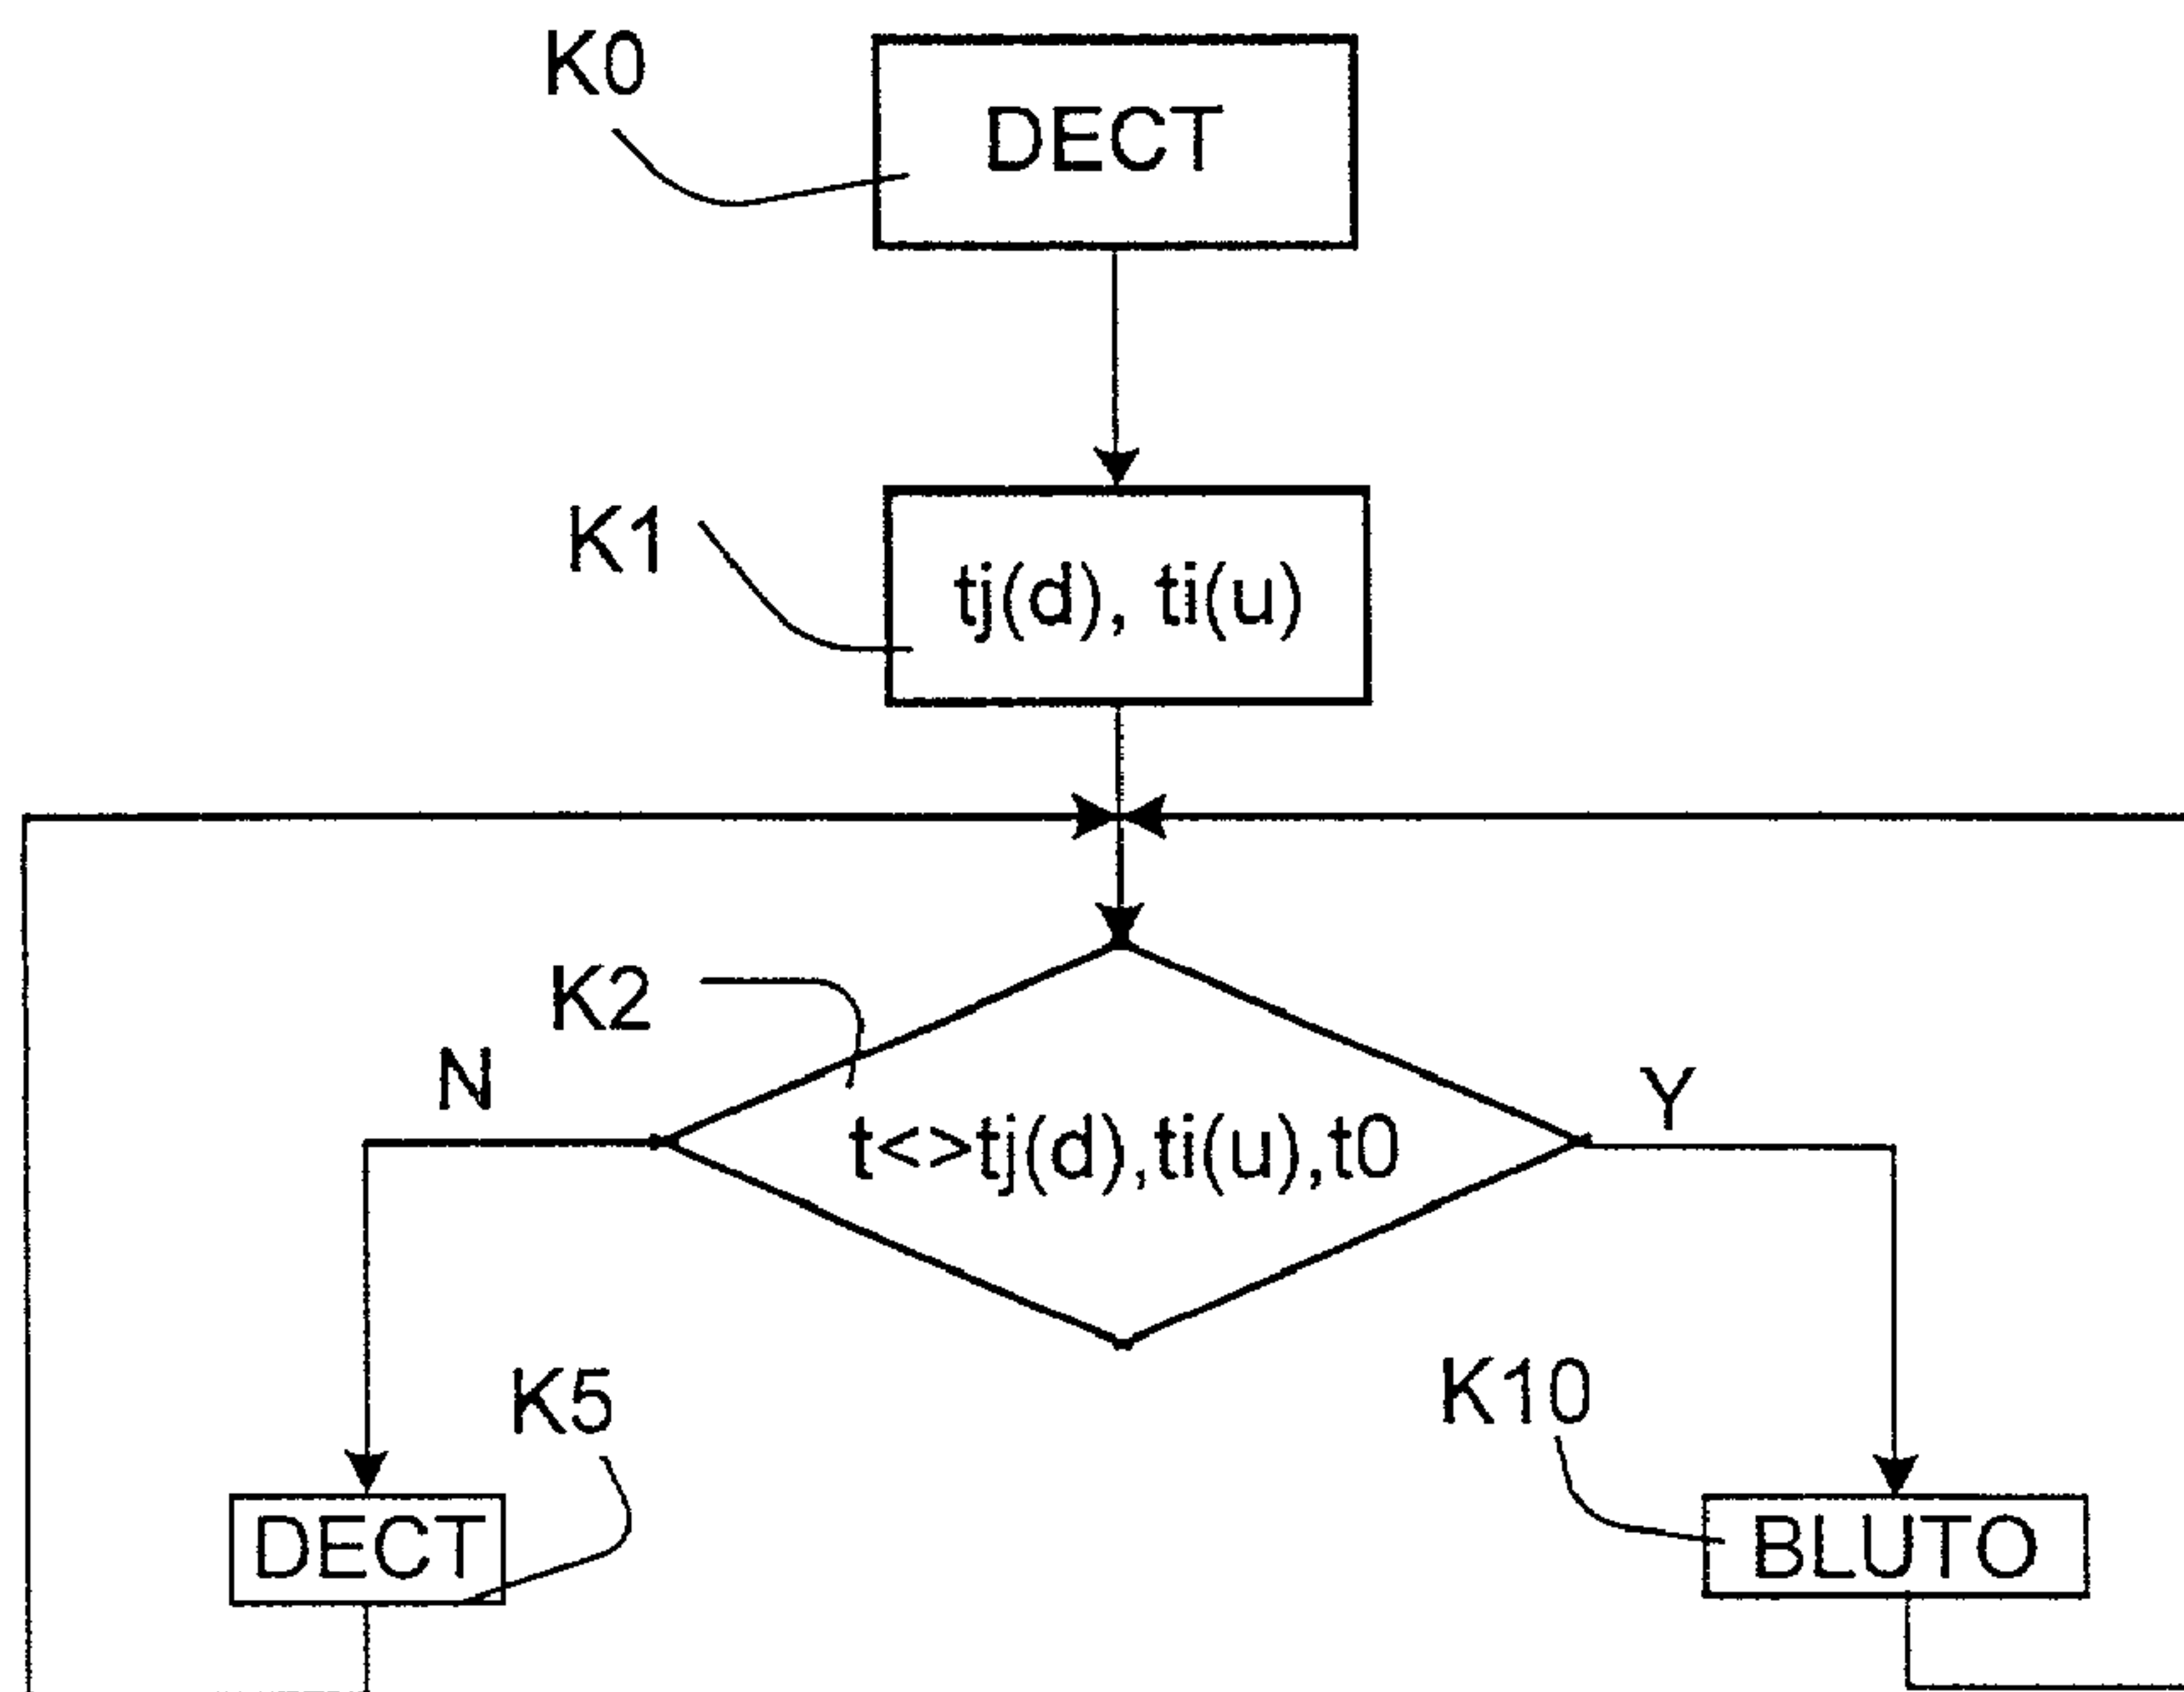 K0
DECT
K1
tj(d), ti(u)
K2
N
Y
t<>tj(d),ti(u),t0
K5
K10
DECT
BLUTO